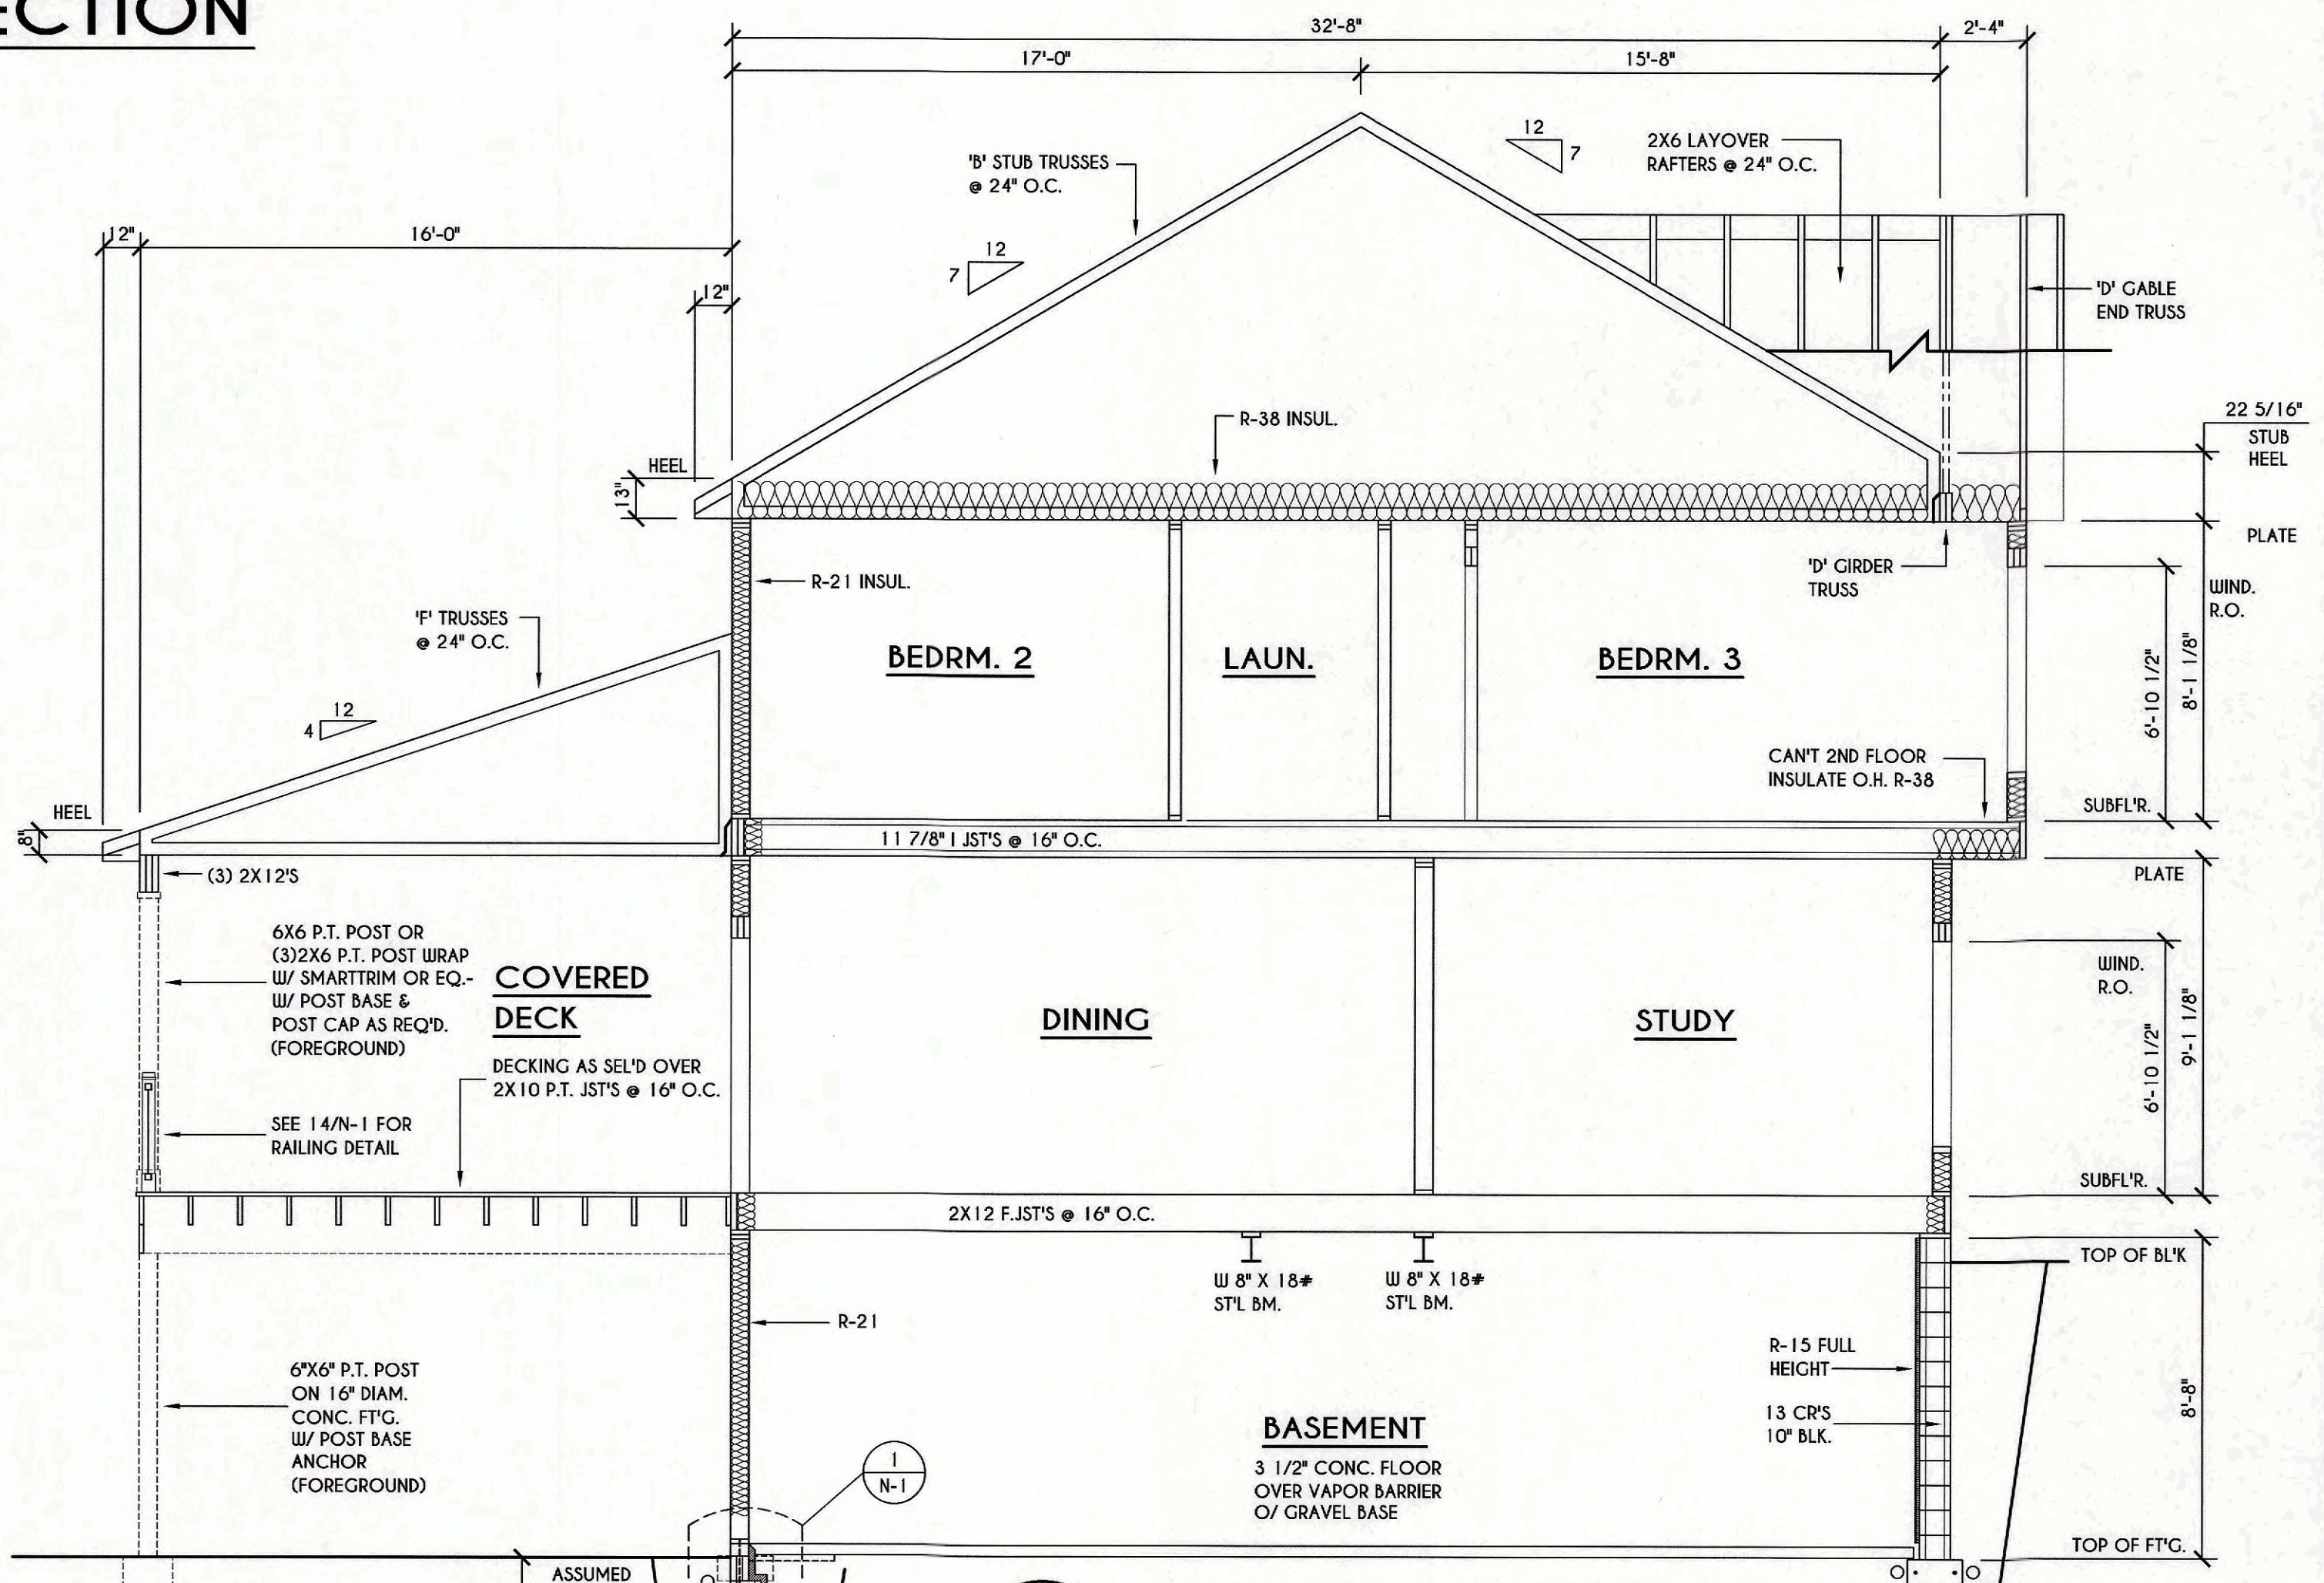 ECTION
32'-8"
2'-4"
17'-0"
15'-8"
12
7
2X6 LAYOVER
RAFTERS @ 24" O.C.
'B' STUB TRUSSES
@ 24" O.C.
12"
16'-0"
12
7
12"
'D' GABLE
END TRUSS
R-38 INSUL.
22 5/16"
STUB
HEEL
HEEL
13"
PLATE
'D' GIRDER
TRUSS
R-21 INSUL.
WIND.
R.O.
'F' TRUSSES
@ 24" O.C.
BEDRM. 2
LAUN.
BEDRM. 3
6'-10 1/2"
8'-1 1/8"
12
4
CAN'T 2ND FLOOR
INSULATE O.H. R-38
HEEL
8"
SUBFL'R.
11 7/8" I JST'S @ 16" O.C.
(3) 2X12'S
PLATE
6X6 P.T. POST OR
(3)2X6 P.T. POST WRAP
W/ SMARTTRIM OR EQ.-
W/ POST BASE &
POST CAP AS REQ'D.
(FOREGROUND)
COVERED
DECK
WIND.
R.O.
DINING
STUDY
6'-10 1/2"
9'-1 1/8"
DECKING AS SEL'D OVER
2X10 P.T. JST'S @ 16" O.C.
SEE 14/N-1 FOR
RAILING DETAIL
SUBFL'R.
2X12 F.JST'S @ 16" O.C.
TOP OF BL'K
W 8" X 18#
ST'L BM.
W 8" X 18#
ST'L BM.
R-21
R-15 FULL
HEIGHT
6"X6" P.T. POST
ON 16" DIAM.
CONC. FT'G.
W/ POST BASE
ANCHOR
(FOREGROUND)
8'-8"
13 CR'S
10" BLK.
BASEMENT
3 1/2" CONC. FLOOR
OVER VAPOR BARRIER
O/ GRAVEL BASE
1
N-1
TOP OF FT'G.
ASSUMED